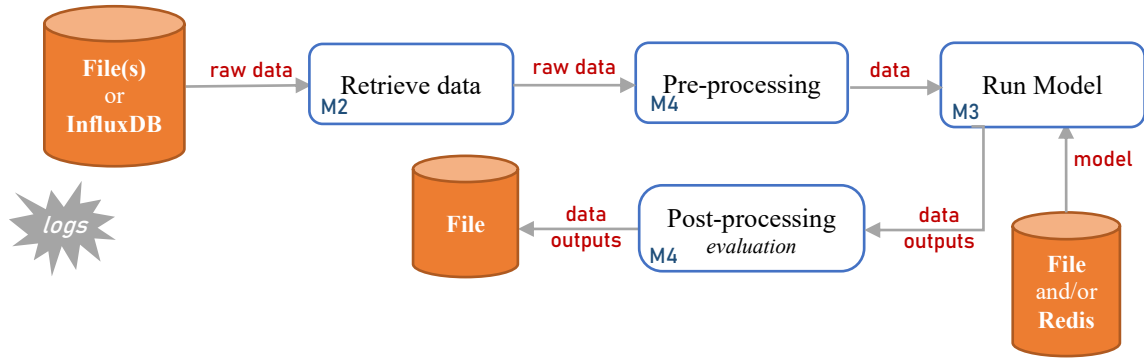 File(s)
or
InfluxDB
raw data
Retrieve data
M2
raw data
Pre-processing
M4
data
Run Model
M3
model
File
and/or
Redis
data
outputs
Post-processing
evaluation
M4
data
outputs
File
logs